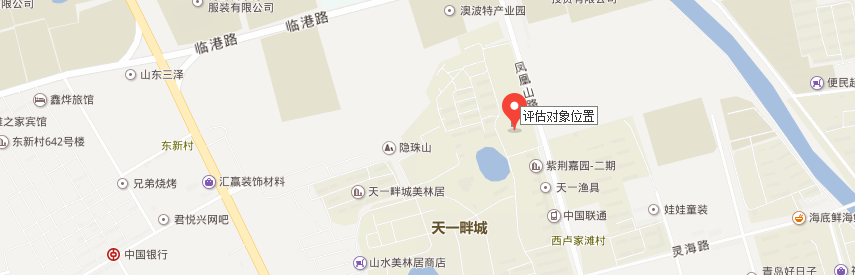 限公司
服装有限公司
澳波特产业园
投资有限公司
临港路
临港路
山东三泽
凤凰山路
便民超
鑫烨旅馆
评估对象位置
之家宾馆
东新村642号楼
东新村
隐珠山
紫荆嘉园-二期
兄弟烧烤
汇赢装饰材料
天一畔城美林居
天一渔具
君悦兴网吧
中国联通
娃娃童装
海底鲜海鲜
天一畔城
西卢家滩村
灵海路
中国银行
山水美林居商店
青岛好日子